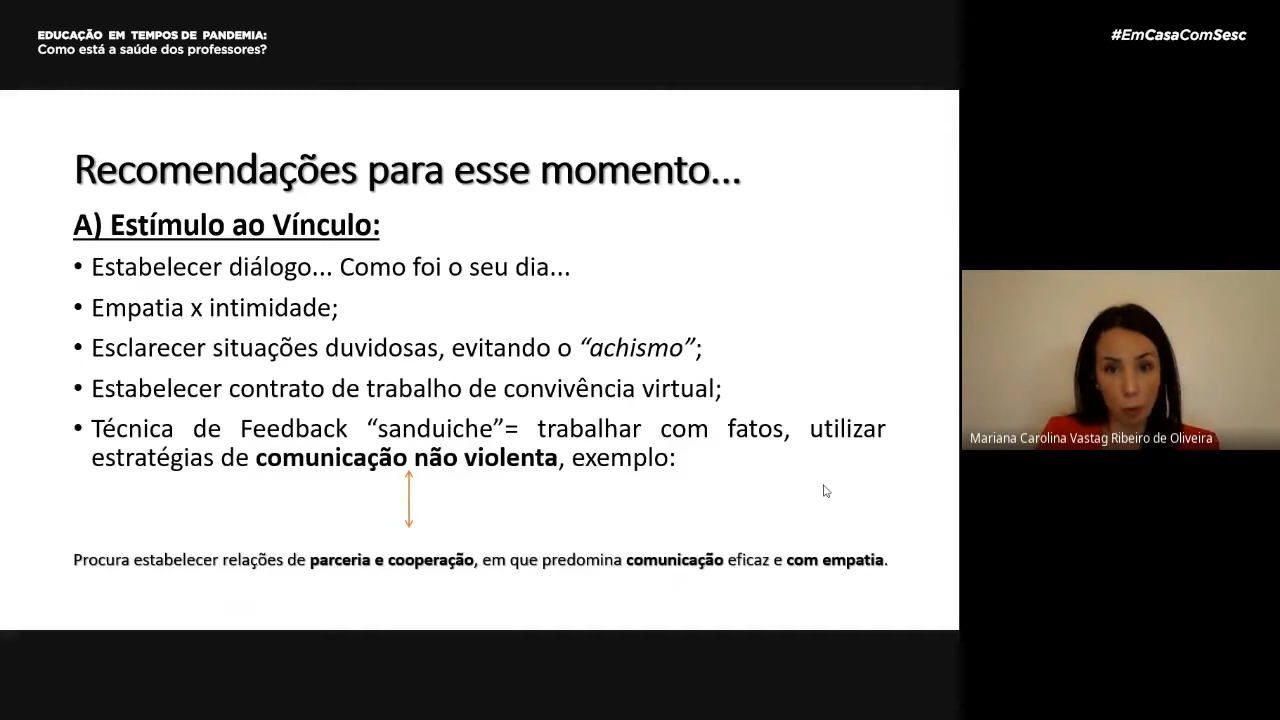 EDUCAÇÃO EM TEMPOS DE PANDEMIA:
Como está a saúde dos professores?
#EmCasaComSesc
Recomendações para esse momento...
A) Estímulo ao Vínculo:
• Estabelecer diálogo... Como foi o seu dia...
• Empatia x intimidade;
• Esclarecer situações duvidosas, evitando o “achismo”;
• Estabelecer contrato de trabalho de convivência virtual;
• Técnica de Feedback “sanduiche”= trabalhar com fatos, utilizar
estratégias de comunicação não violenta, exemplo:
Procura estabelecer relações de parceria e cooperação, em que predomina comunicação eficaz e com empatia.
Mariana Carolina Vastag Ribeiro de Oliveira